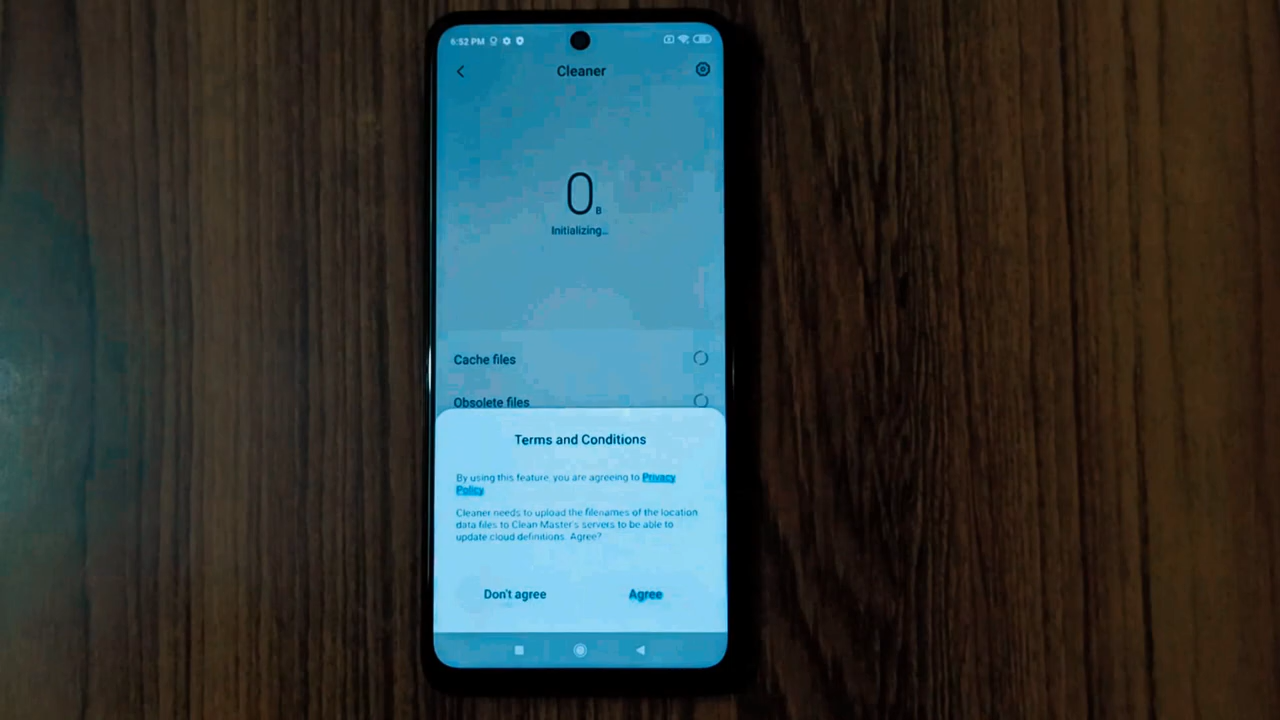 6:52 PM
Cleaner
0 B
Initializing...
Cache files
Obsolete files
Terms and Conditions
By using this feature, you are agreeing to Privacy
Policy
Cleaner needs to upload the filenames of the location
data files to Clean Master's servers to be able to
update cloud definitions. Agree?
Don't agree
Agree